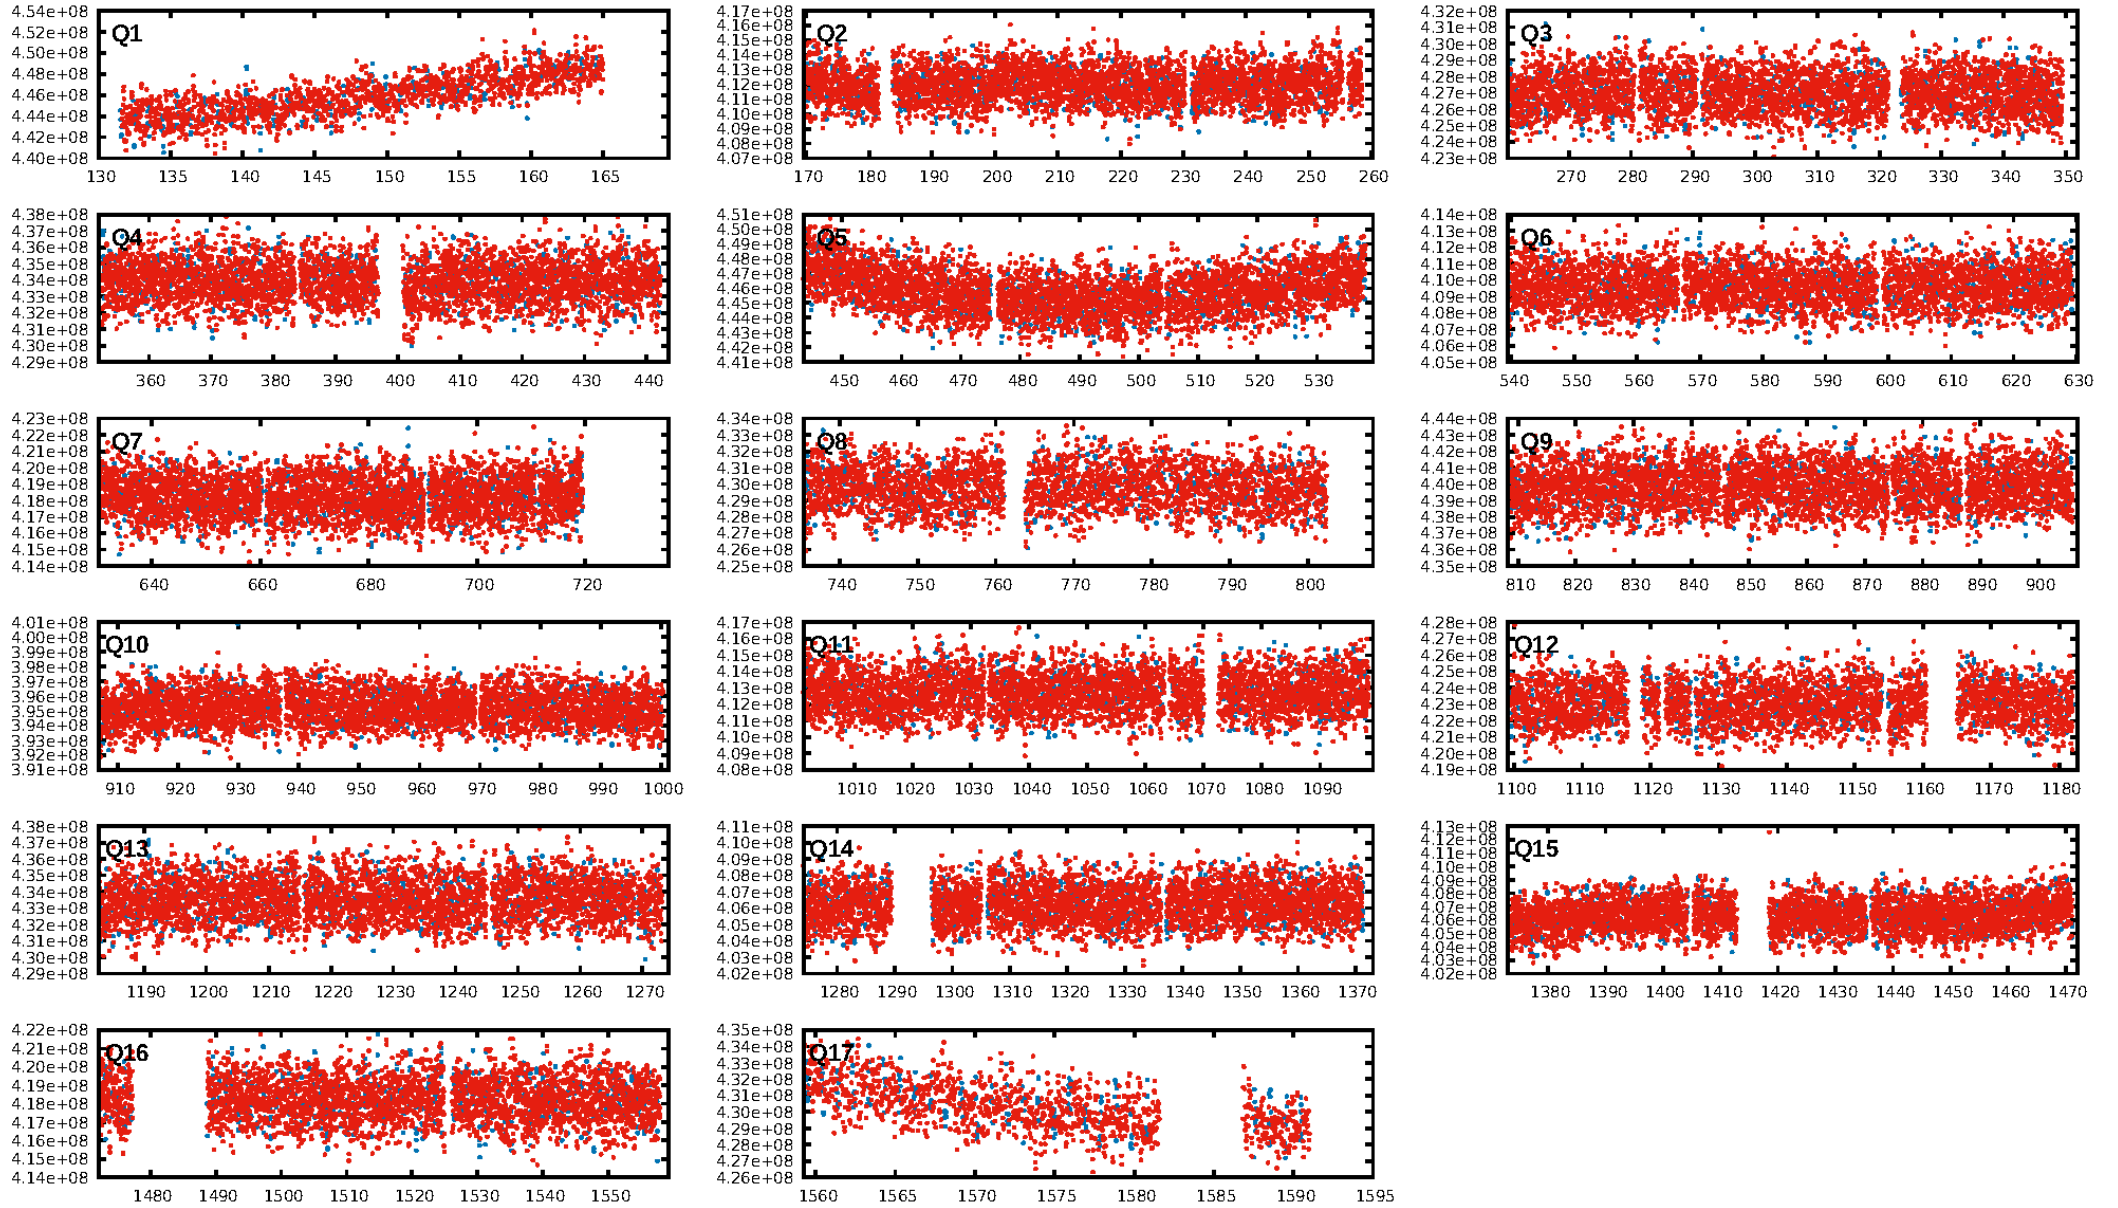 4.54e+08 4.52e+08 4.50e+08 4.48e+08 4.46e+08 4.44e+08 4.42e+08 4.40e+08
Q1
130 135 140 145 150 155 160 165
4.17e+08 4.16e+08 4.15e+08 4.14e+08 4.13e+08 4.12e+08 4.11e+08 4.10e+08 4.09e+08 4.08e+08 4.07e+08
Q2
170 180 190 200 210 220 230 240 250 260
4.32e+08 4.31e+08 4.30e+08 4.29e+08 4.28e+08 4.27e+08 4.26e+08 4.25e+08 4.24e+08 4.23e+08
Q3
270 280 290 300 310 320 330 340 350
4.38e+08 4.37e+08 4.36e+08 4.35e+08 4.34e+08 4.33e+08 4.32e+08 4.31e+08 4.30e+08 4.29e+08
Q4
360 370 380 390 400 410 420 430 440
4.51e+08 4.50e+08 4.49e+08 4.48e+08 4.47e+08 4.46e+08 4.45e+08 4.44e+08 4.43e+08 4.42e+08 4.41e+08
Q5
450 460 470 480 490 500 510 520 530
4.14e+08 4.13e+08 4.12e+08 4.11e+08 4.10e+08 4.09e+08 4.08e+08 4.07e+08 4.06e+08 4.05e+08
Q6
540 550 560 570 580 590 600 610 620 630
4.23e+08 4.22e+08 4.21e+08 4.20e+08 4.19e+08 4.18e+08 4.17e+08 4.16e+08 4.15e+08 4.14e+08
Q7
640 660 680 700 720
4.34e+08 4.33e+08 4.32e+08 4.31e+08 4.30e+08 4.29e+08 4.28e+08 4.27e+08 4.26e+08 4.25e+08
Q8
740 750 760 770 780 790 800
4.44e+08 4.43e+08 4.42e+08 4.41e+08 4.40e+08 4.39e+08 4.38e+08 4.37e+08 4.36e+08 4.35e+08
Q9
810 820 830 840 850 860 870 880 890 900
4.01e+08 4.00e+08 3.99e+08 3.98e+08 3.97e+08 3.96e+08 3.95e+08 3.94e+08 3.93e+08 3.92e+08 3.91e+08
Q10
910 920 930 940 950 960 970 980 990 1000
4.17e+08 4.16e+08 4.15e+08 4.14e+08 4.13e+08 4.12e+08 4.11e+08 4.10e+08 4.09e+08 4.08e+08
Q11
1010 1020 1030 1040 1050 1060 1070 1080 1090
4.28e+08 4.27e+08 4.26e+08 4.25e+08 4.24e+08 4.23e+08 4.22e+08 4.21e+08 4.20e+08 4.19e+08
Q12
1100 1110 1120 1130 1140 1150 1160 1170 1180
4.38e+08 4.37e+08 4.36e+08 4.35e+08 4.34e+08 4.33e+08 4.32e+08 4.31e+08 4.30e+08 4.29e+08
Q13
1190 1200 1210 1220 1230 1240 1250 1260 1270
4.11e+08 4.10e+08 4.09e+08 4.08e+08 4.07e+08 4.06e+08 4.05e+08 4.04e+08 4.03e+08 4.02e+08
Q14
1280 1290 1300 1310 1320 1330 1340 1350 1360 1370
4.13e+08 4.12e+08 4.11e+08 4.10e+08 4.09e+08 4.08e+08 4.07e+08 4.06e+08 4.05e+08 4.04e+08 4.03e+08 4.02e+08
Q15
1380 1390 1400 1410 1420 1430 1440 1450 1460 1470
4.22e+08 4.21e+08 4.20e+08 4.19e+08 4.18e+08 4.17e+08 4.16e+08 4.15e+08 4.14e+08
Q16
1480 1490 1500 1510 1520 1530 1540 1550
4.35e+08 4.34e+08 4.33e+08 4.32e+08 4.31e+08 4.30e+08 4.29e+08 4.28e+08 4.27e+08 4.26e+08
Q17
1560 1565 1570 1575 1580 1585 1590 1595